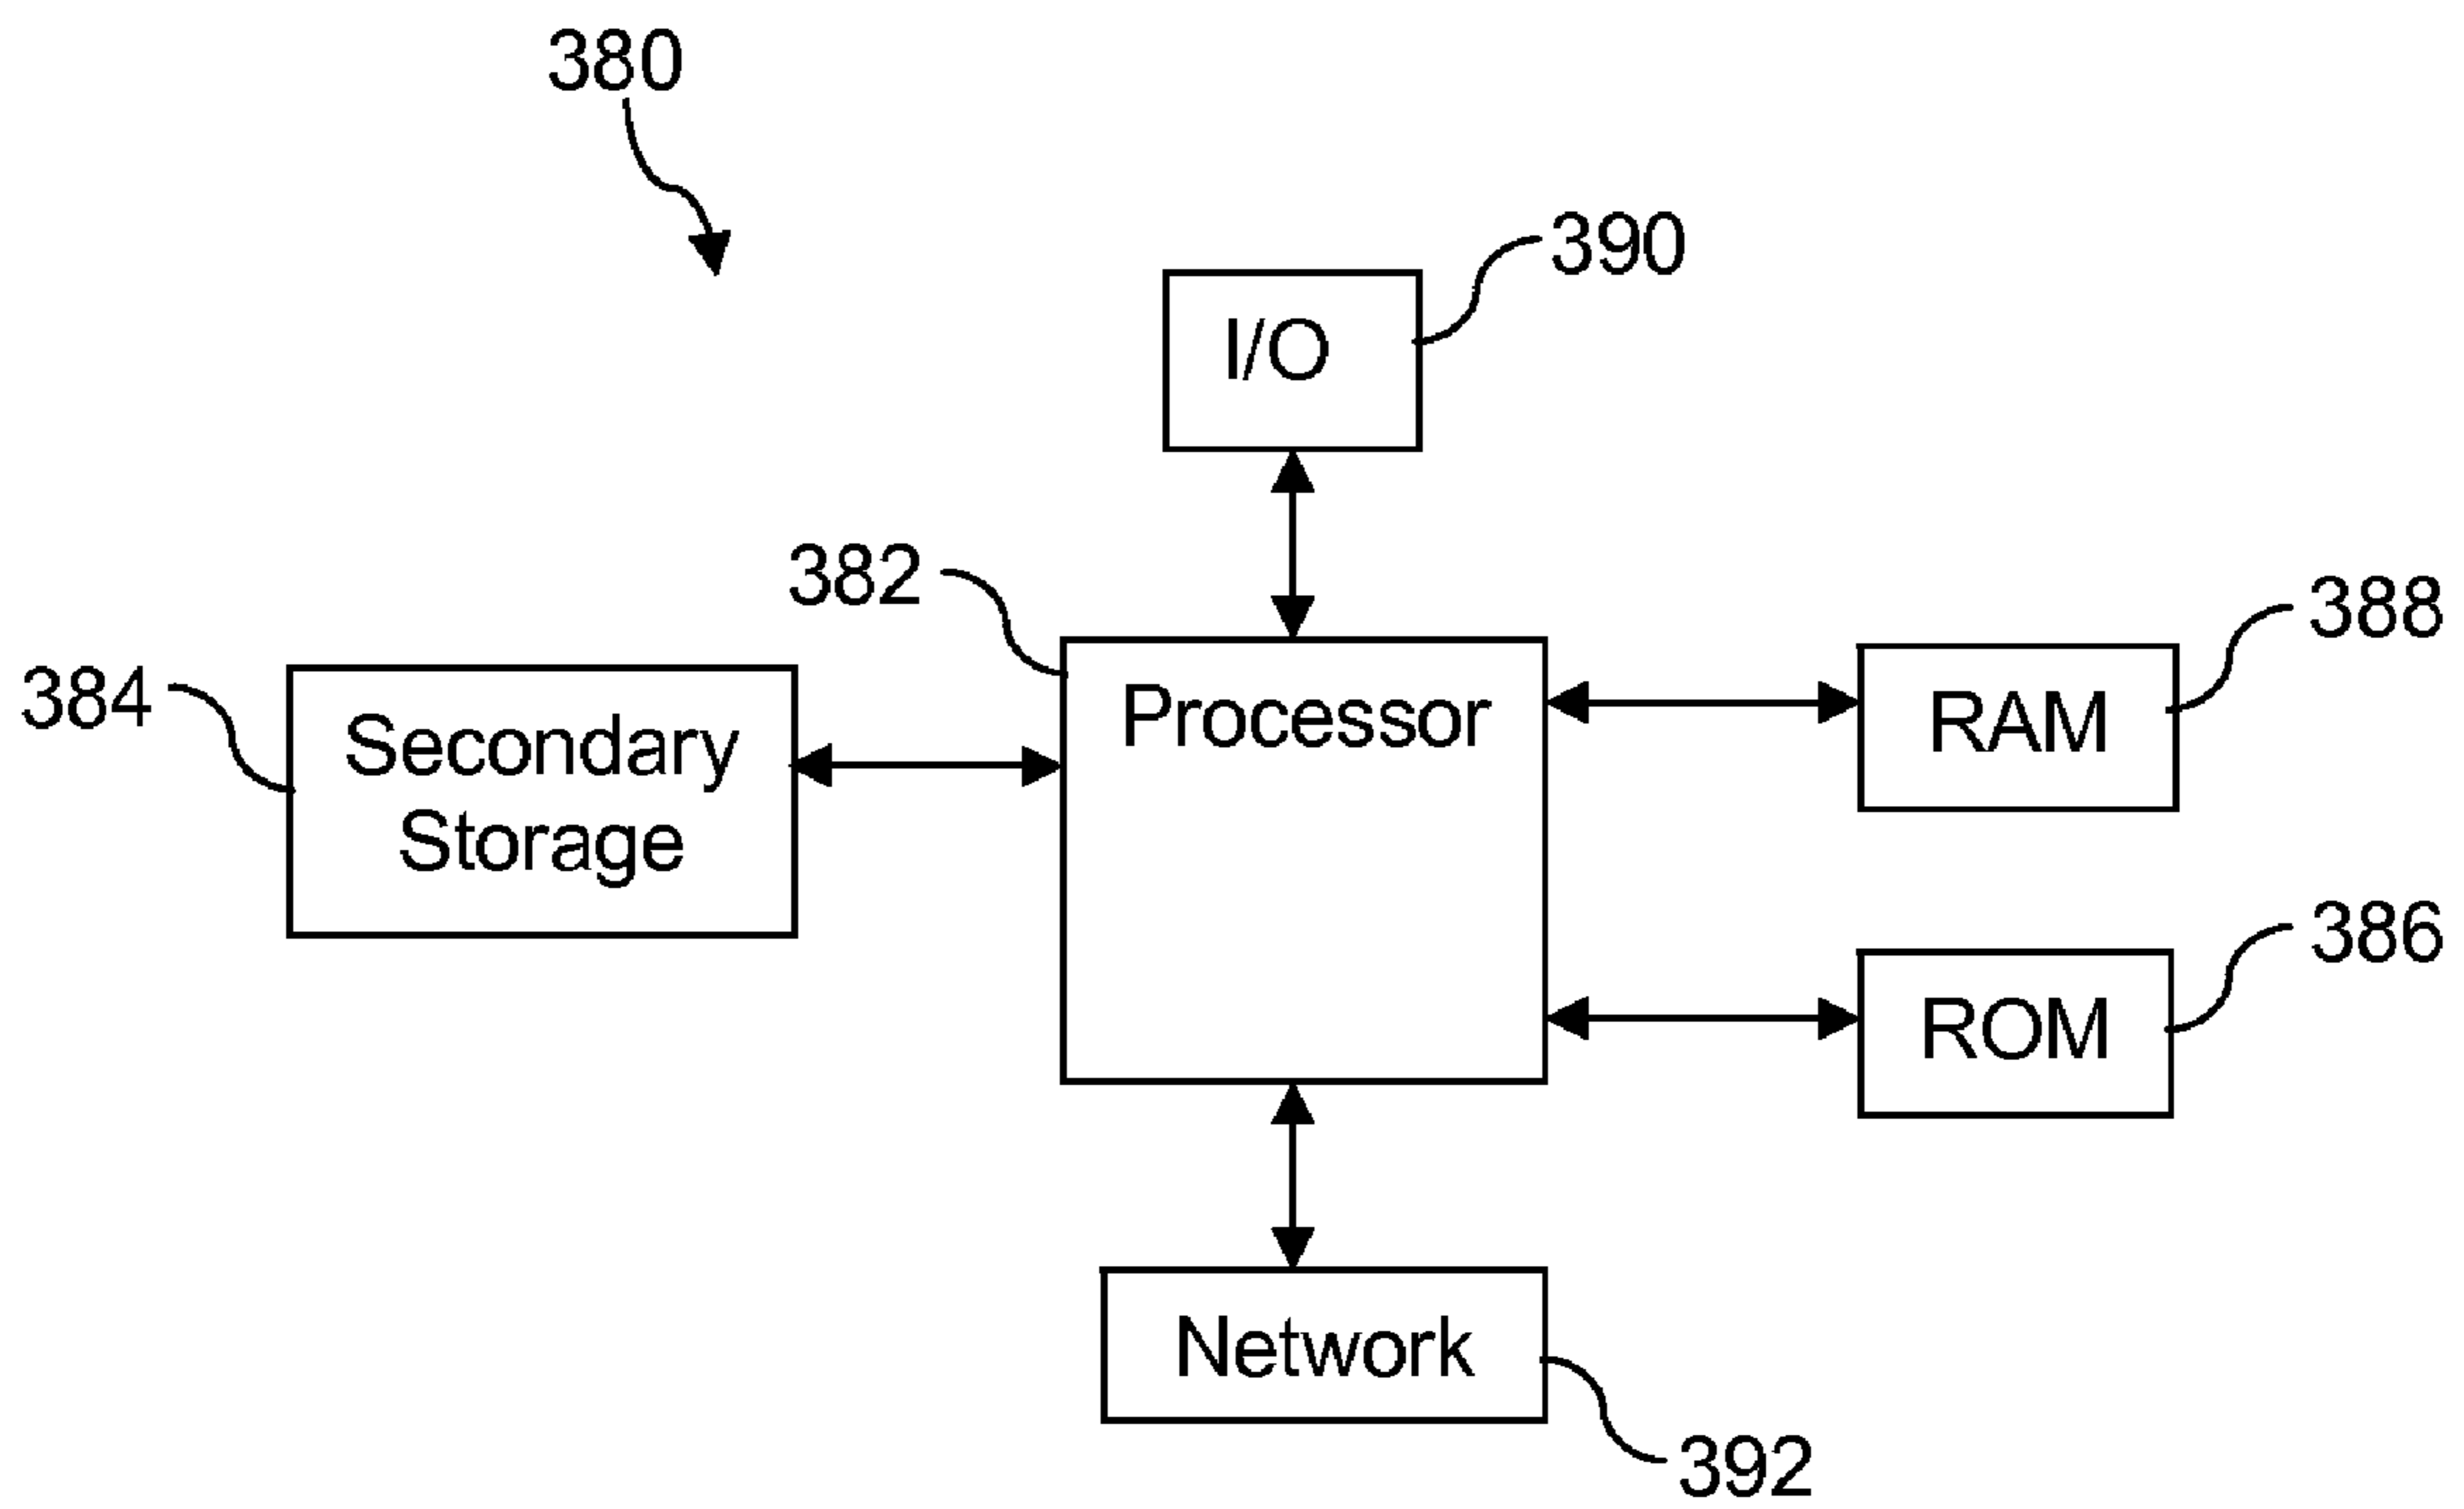 380
390
I/O
382
388
384
Processor
RAM
Secondary
Storage
386
ROM
Network
392